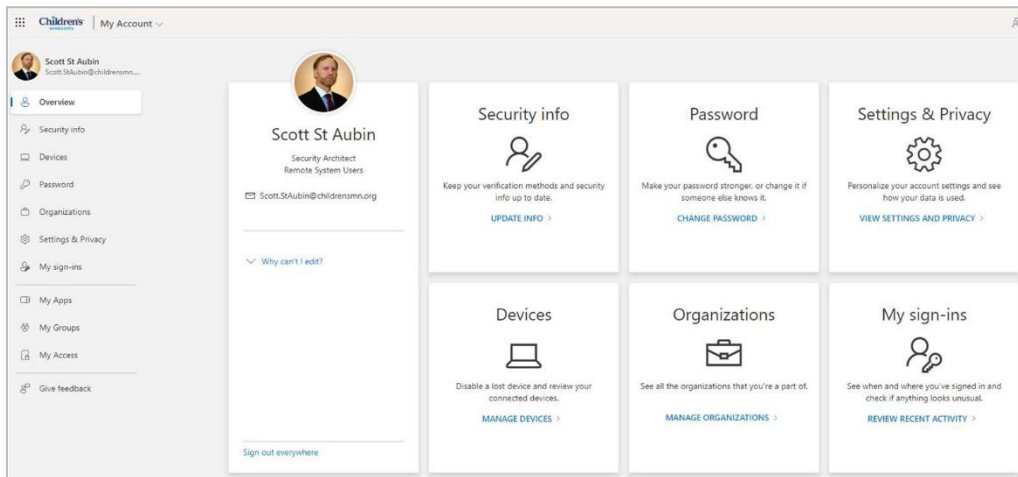 Children's
MINNESOTA
My Account
Scott St Aubin
Scott.StAubin@childrensmn...
Overview
Security info
Devices
Password
Organizations
Settings & Privacy
My sign-ins
My Apps
My Groups
My Access
Give feedback
Scott St Aubin
Security Architect
Remote System Users
Scott.StAubin@childrensmn.org
Why can't I edit?
Sign out everywhere
Security info
Keep your verification methods and security
info up to date.
UPDATE INFO >
Password
Make your password stronger, or change it if
someone else knows it.
CHANGE PASSWORD >
Settings & Privacy
Personalize your account settings and see
how your data is used.
VIEW SETTINGS AND PRIVACY >
Devices
Disable a lost device and review your
connected devices.
MANAGE DEVICES >
Organizations
See all the organizations that you're a part of.
MANAGE ORGANIZATIONS >
My sign-ins
See when and where you've signed in and
check if anything looks unusual.
REVIEW RECENT ACTIVITY >